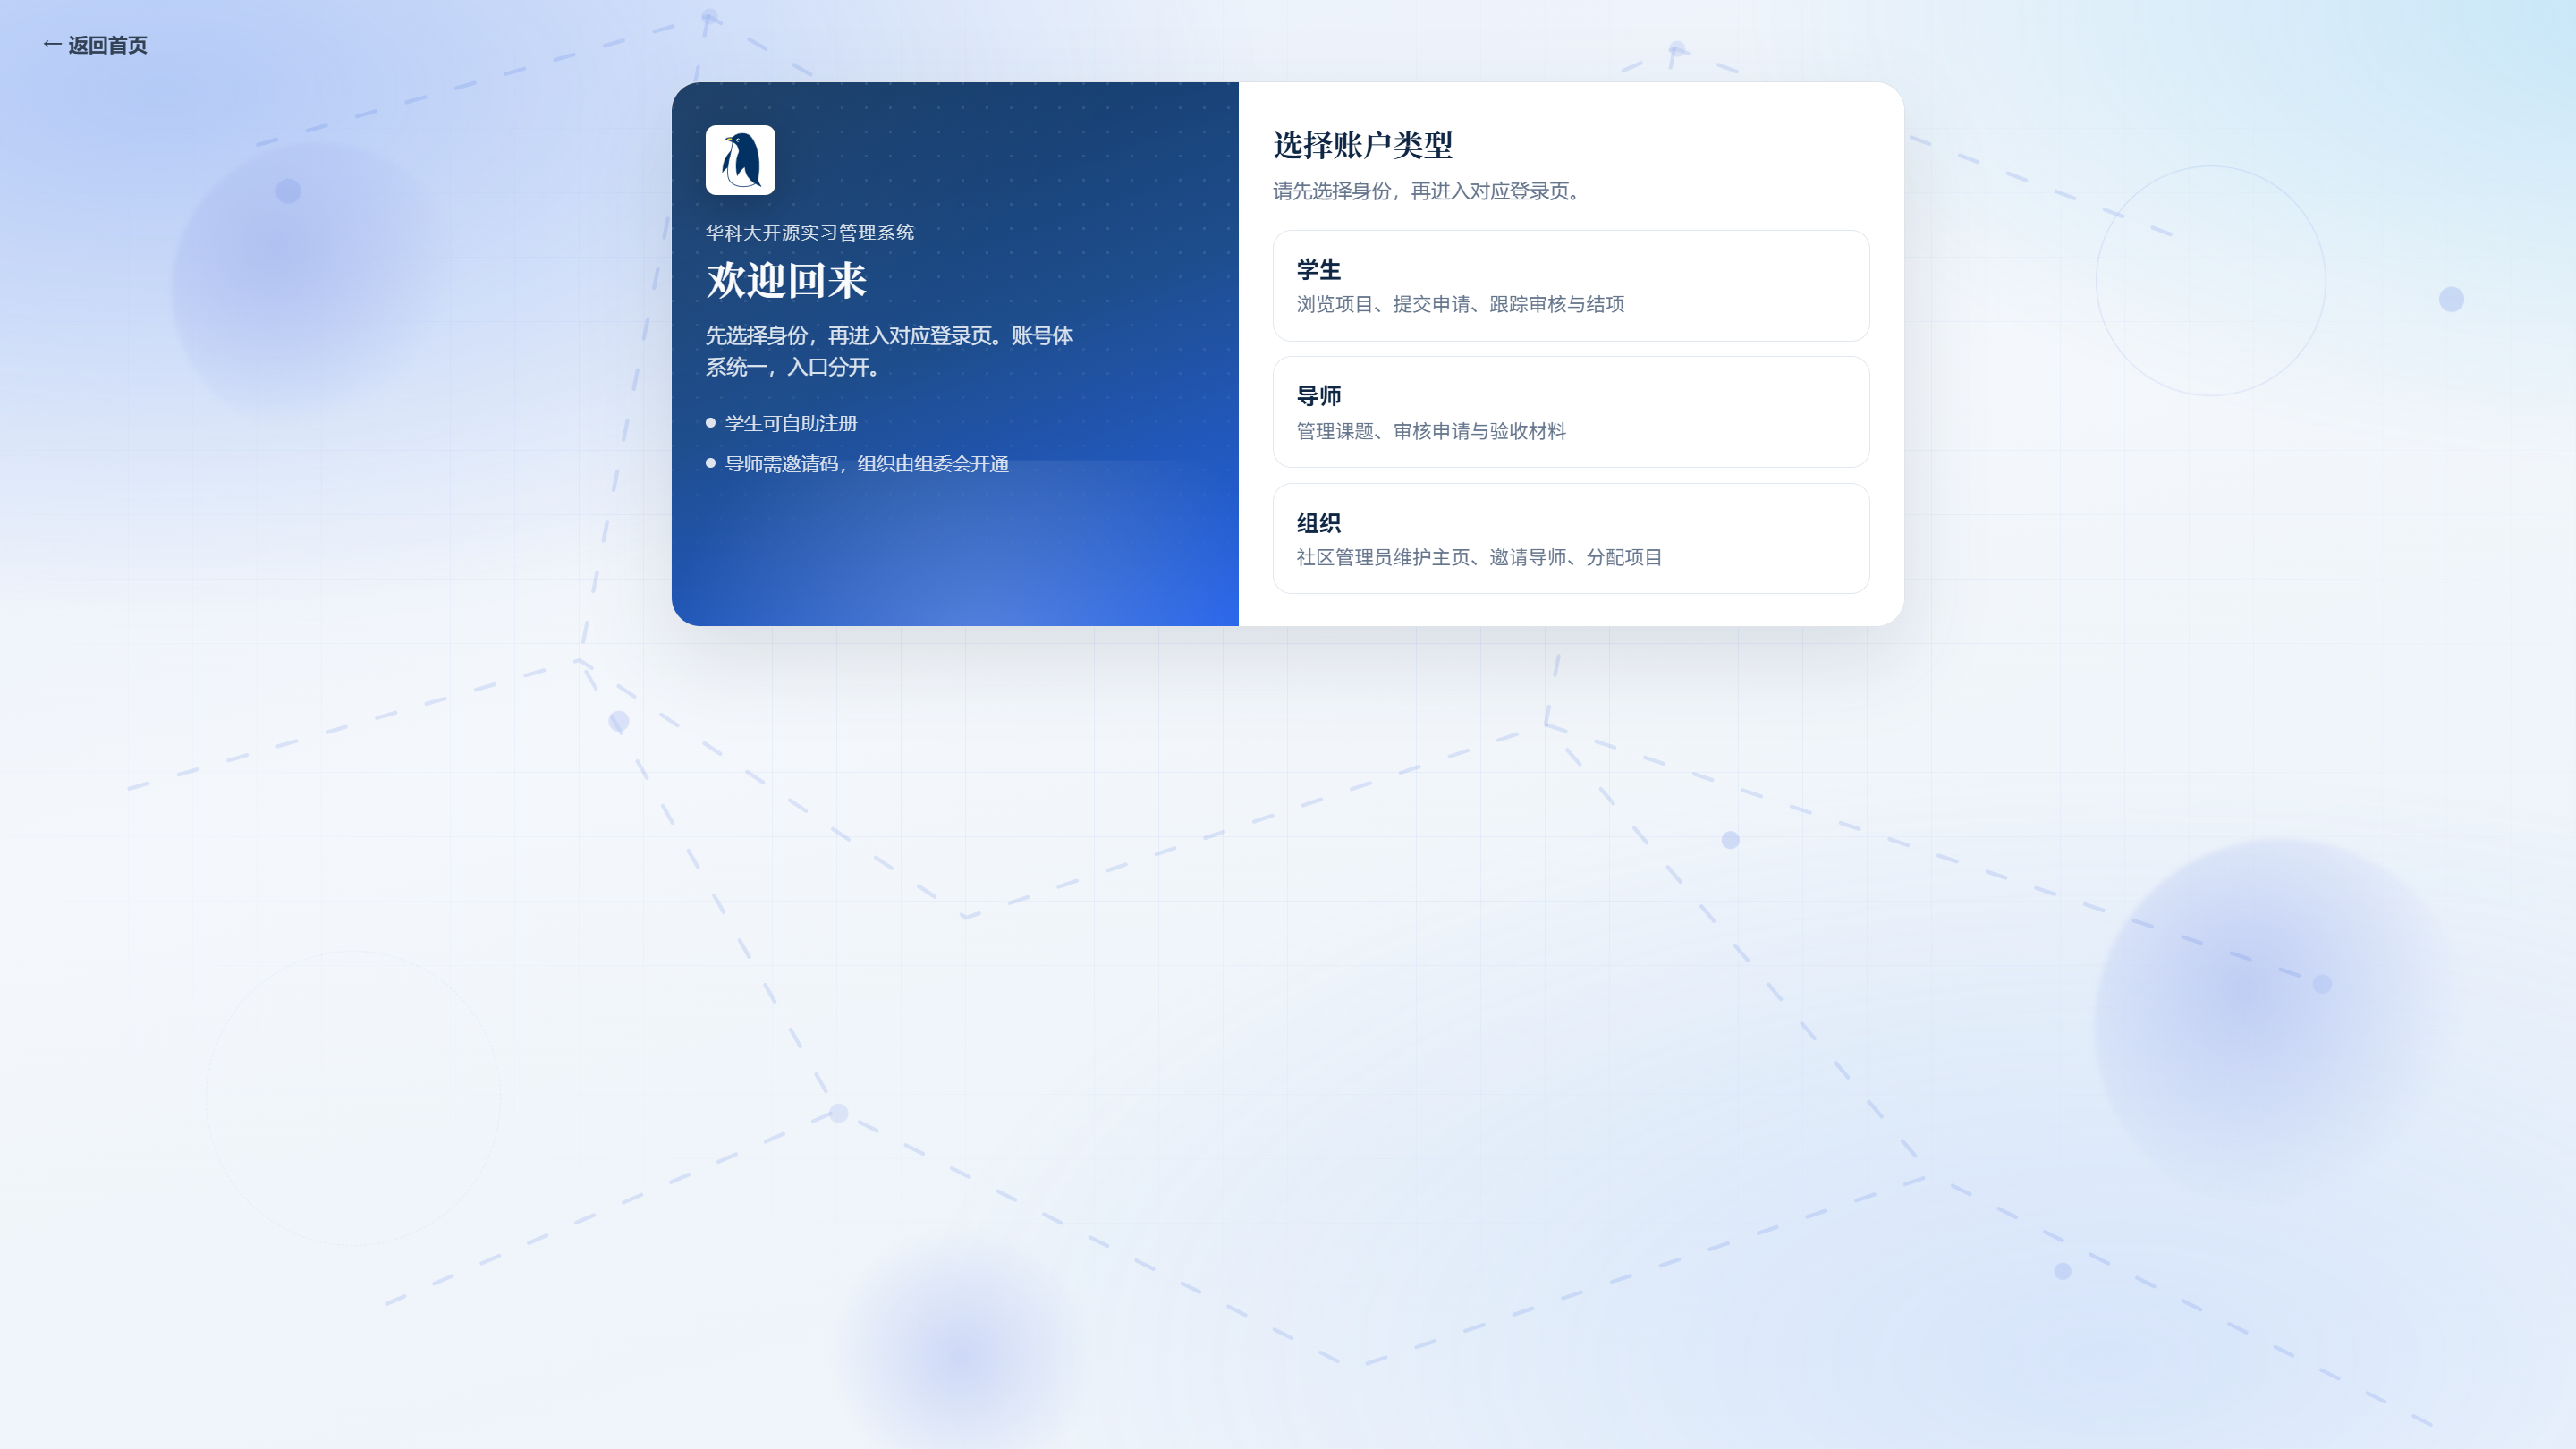 ← 返回首页
华科大开源实习管理系统
欢迎回来
先选择身份，再进入对应登录页。账号体
系统一，入口分开。
学生可自助注册
导师需邀请码，组织由组委会开通
选择账户类型
请先选择身份，再进入对应登录页。
学生
浏览项目、提交申请、跟踪审核与结项
导师
管理课题、审核申请与验收材料
组织
社区管理员维护主页、邀请导师、分配项目